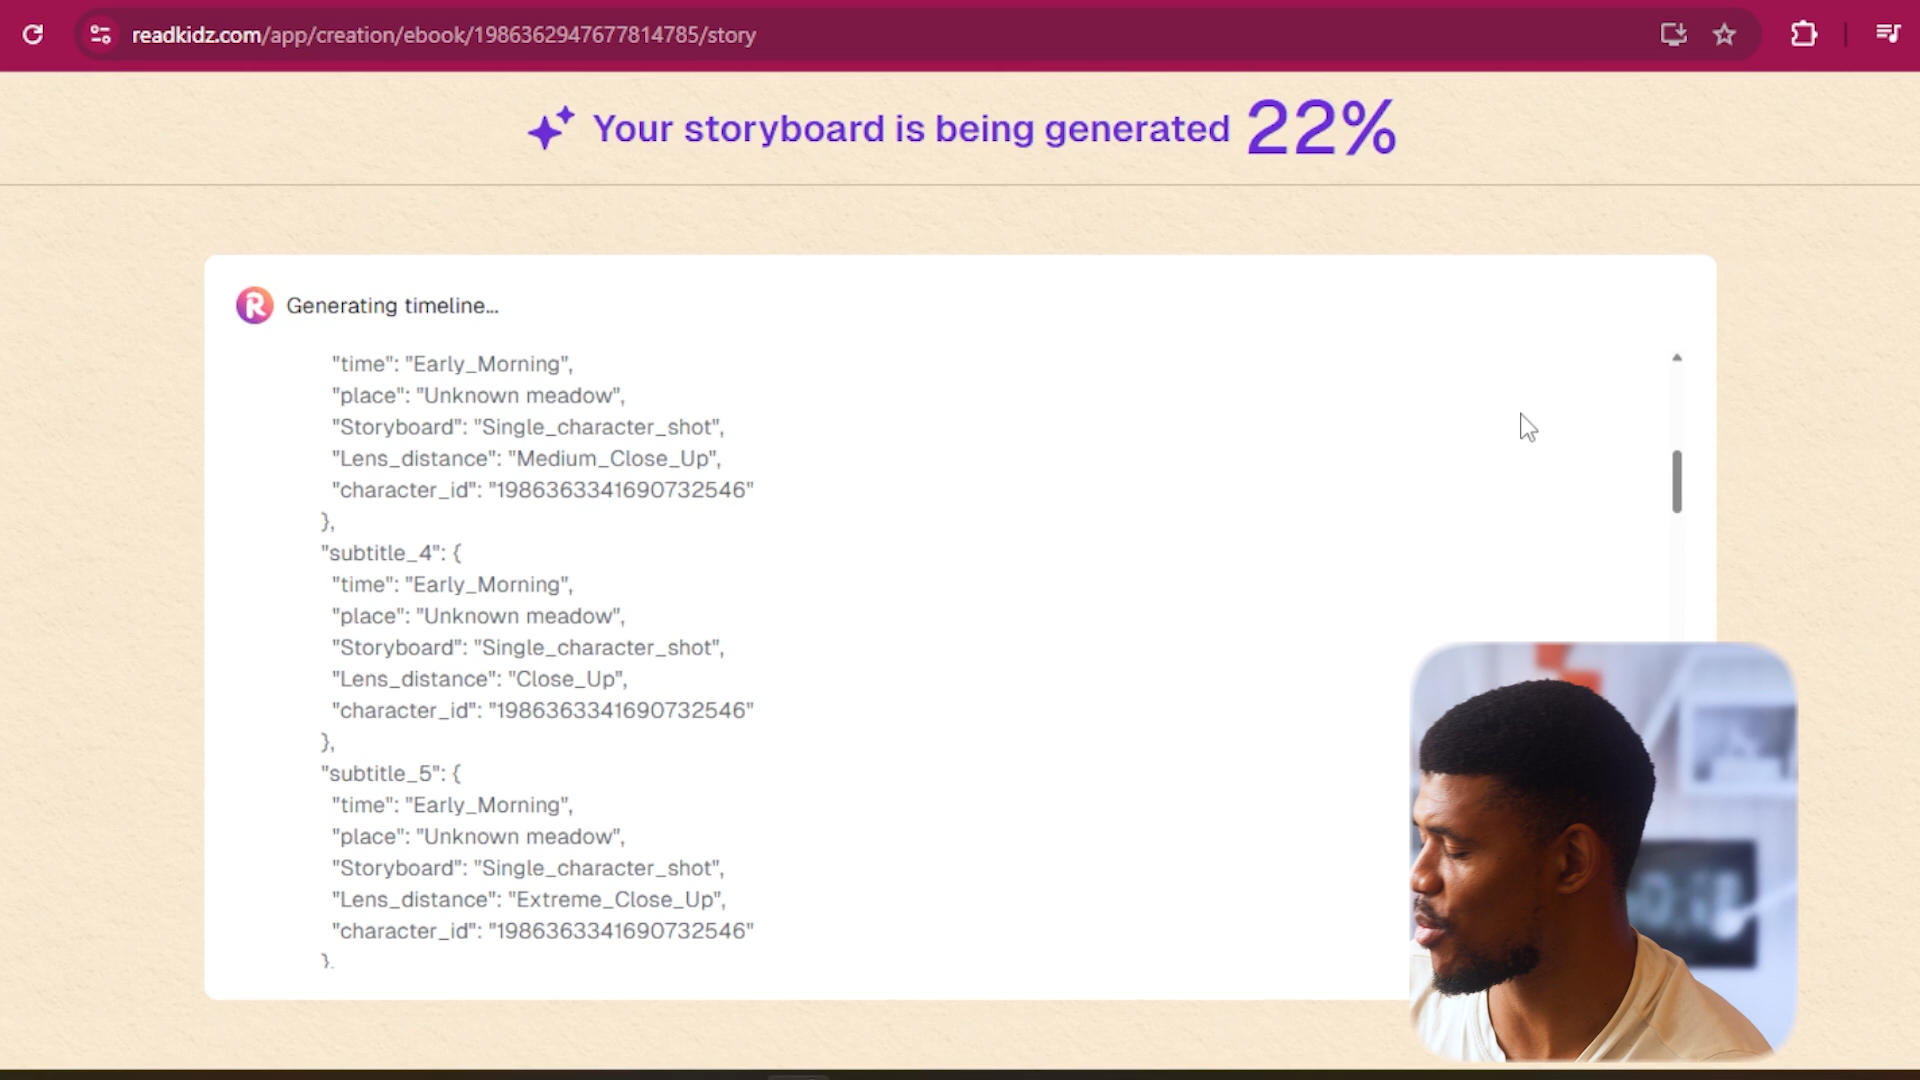 readkidz.com/app/creation/ebook/1986362947677814785/story
Your storyboard is being generated 22%
R Generating timeline...
"time": "Early_Morning",
"place": "Unknown meadow",
"Storyboard": "Single_character_shot",
"Lens_distance": "Medium_Close_Up",
"character_id": "1986363341690732546"
},
"subtitle_4": {
"time": "Early_Morning",
"place": "Unknown meadow",
"Storyboard": "Single_character_shot",
"Lens_distance": "Close_Up",
"character_id": "1986363341690732546"
},
"subtitle_5": {
"time": "Early_Morning",
"place": "Unknown meadow",
"Storyboard": "Single_character_shot",
"Lens_distance": "Extreme_Close_Up",
"character_id": "1986363341690732546"
},